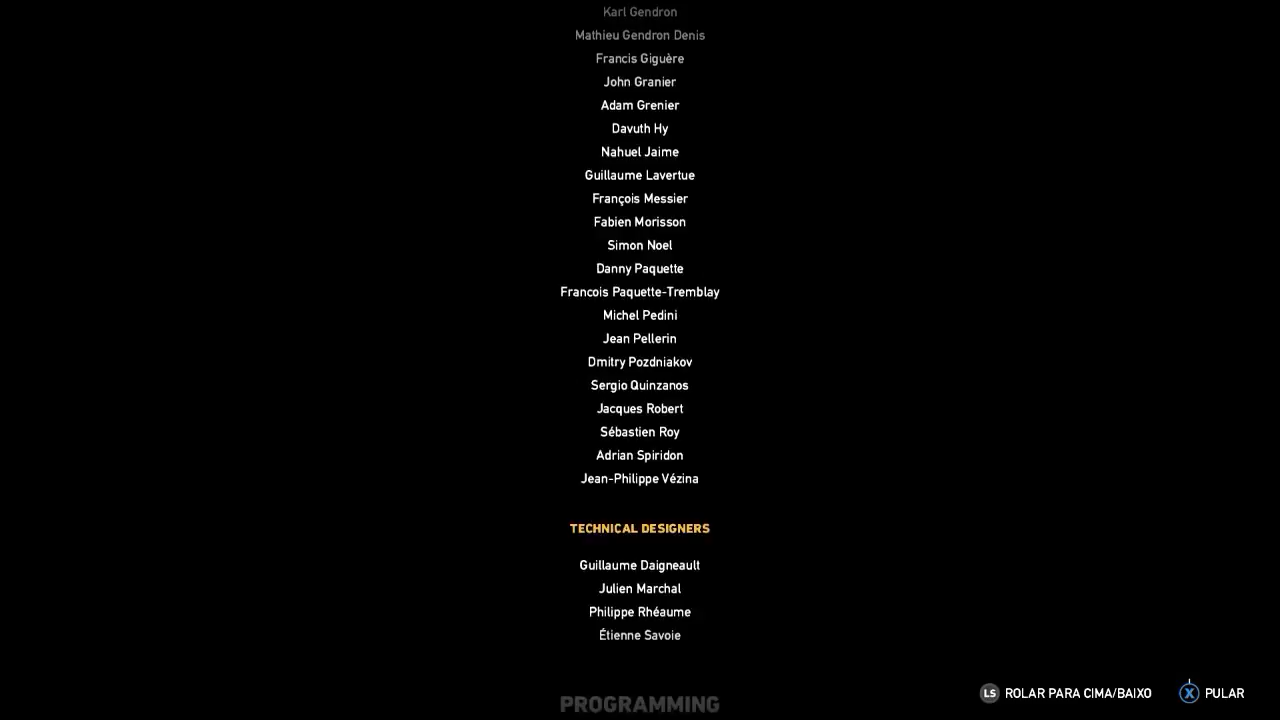 Karl Gendron
Mathieu Gendron Denis
Francis Giguère
John Granier
Adam Grenier
Davuth Hy
Nahuel Jaime
Guillaume Lavertue
François Messier
Fabien Morisson
Simon Noel
Danny Paquette
Francois Paquette-Tremblay
Michel Pedini
Jean Pellerin
Dmitry Pozdniakov
Sergio Quinzanos
Jacques Robert
Sébastien Roy
Adrian Spiridon
Jean-Philippe Vézina
TECHNICAL DESIGNERS
Guillaume Daigneault
Julien Marchal
Philippe Rhéaume
Étienne Savoie
PROGRAMMING
LS ROLAR PARA CIMA/BAIXO X PULAR